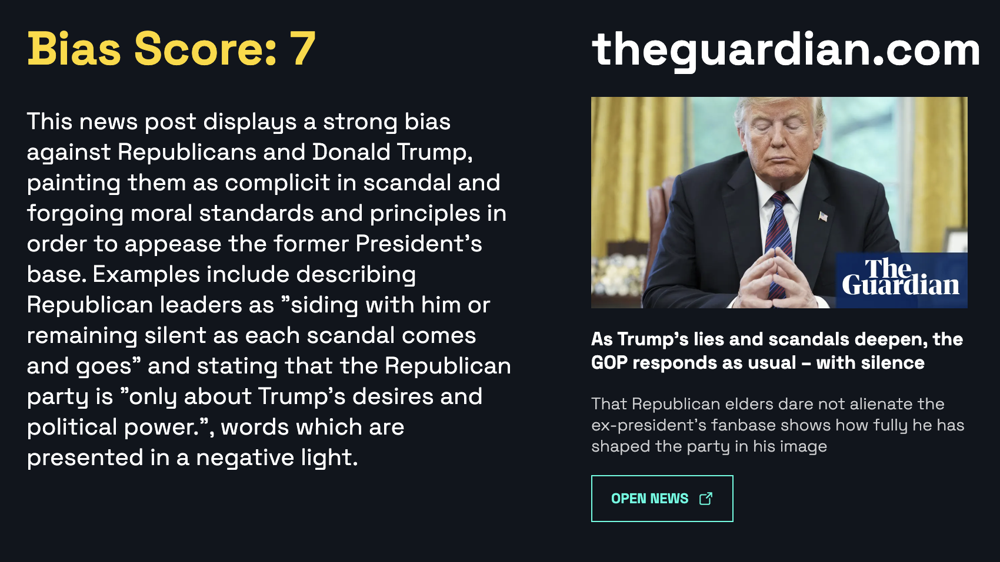 Bias Score: 7
This news post displays a strong bias
against Republicans and Donald Trump,
painting them as complicit in scandal and
forgoing moral standards and principles in
order to appease the former President’s
base. Examples include describing
Republican leaders as ”siding with him or
remaining silent as each scandal comes
and goes” and stating that the Republican
party is ”only about Trump’s desires and
political power.”, words which are
presented in a negative light.
theguardian.com
The
Guardian
As Trump’s lies and scandals deepen, the
GOP responds as usual – with silence
That Republican elders dare not alienate the
ex-president’s fanbase shows how fully he has
shaped the party in his image
OPEN NEWS